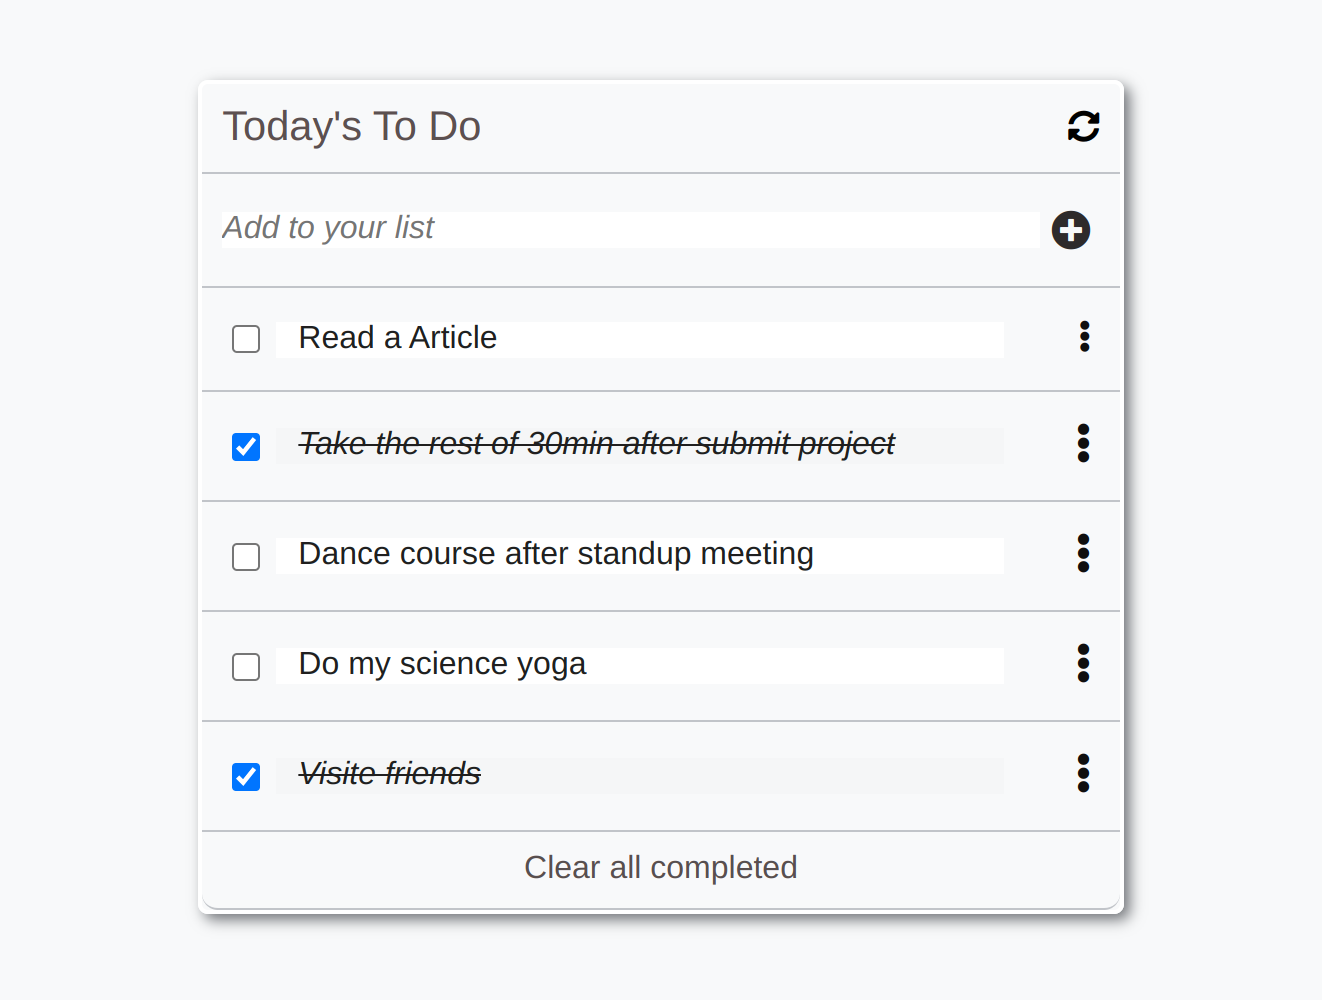 Today's To Do
Add to your list
Read a Article
Take the rest of 30min after submit project
Dance course after standup meeting
Do my science yoga
Visite friends
Clear all completed